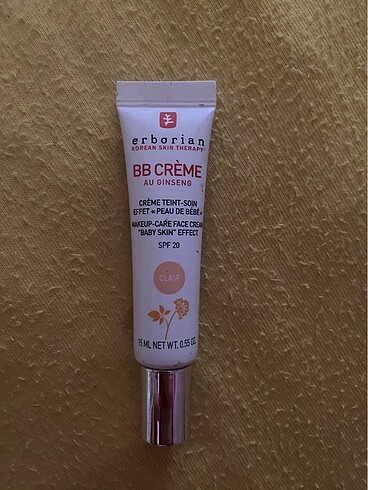 erborian
KOREAN SKIN THERAPY
BB CRÈME
AU GINSENG
CRÈME TEINT-SOIN
EFFET « PEAU DE BÉBÉ »
MAKEUP-CARE FACE CREAM
"BABY SKIN" EFFECT
SPF 20
CLAIR
15 ML NET WT. 0.55 OZ.